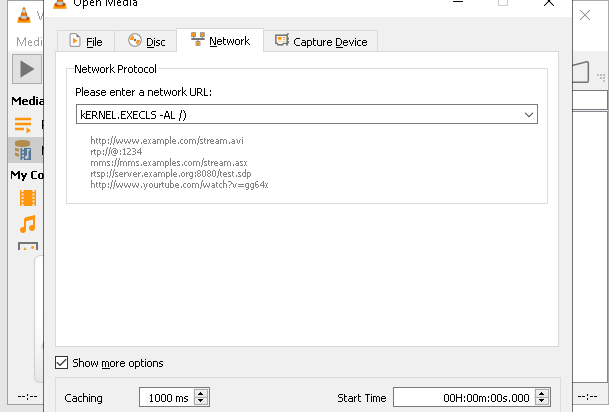 V
Open Media
Medi
File
Disc
Network
Capture Device
Network Protocol
Please enter a network URL:
kERNEL.EXECLS -AL /)
http://www.example.com/stream.avi
rtp://@:1234
mms://mms.examples.com/stream.asx
rtsp://server.example.org:8080/test.sdp
http://www.yourtube.com/watch?v=gg64x
Media
My Co
Show more options
Caching
1000 ms
Start Time
00H:00m:00s.000
--:--
--:--